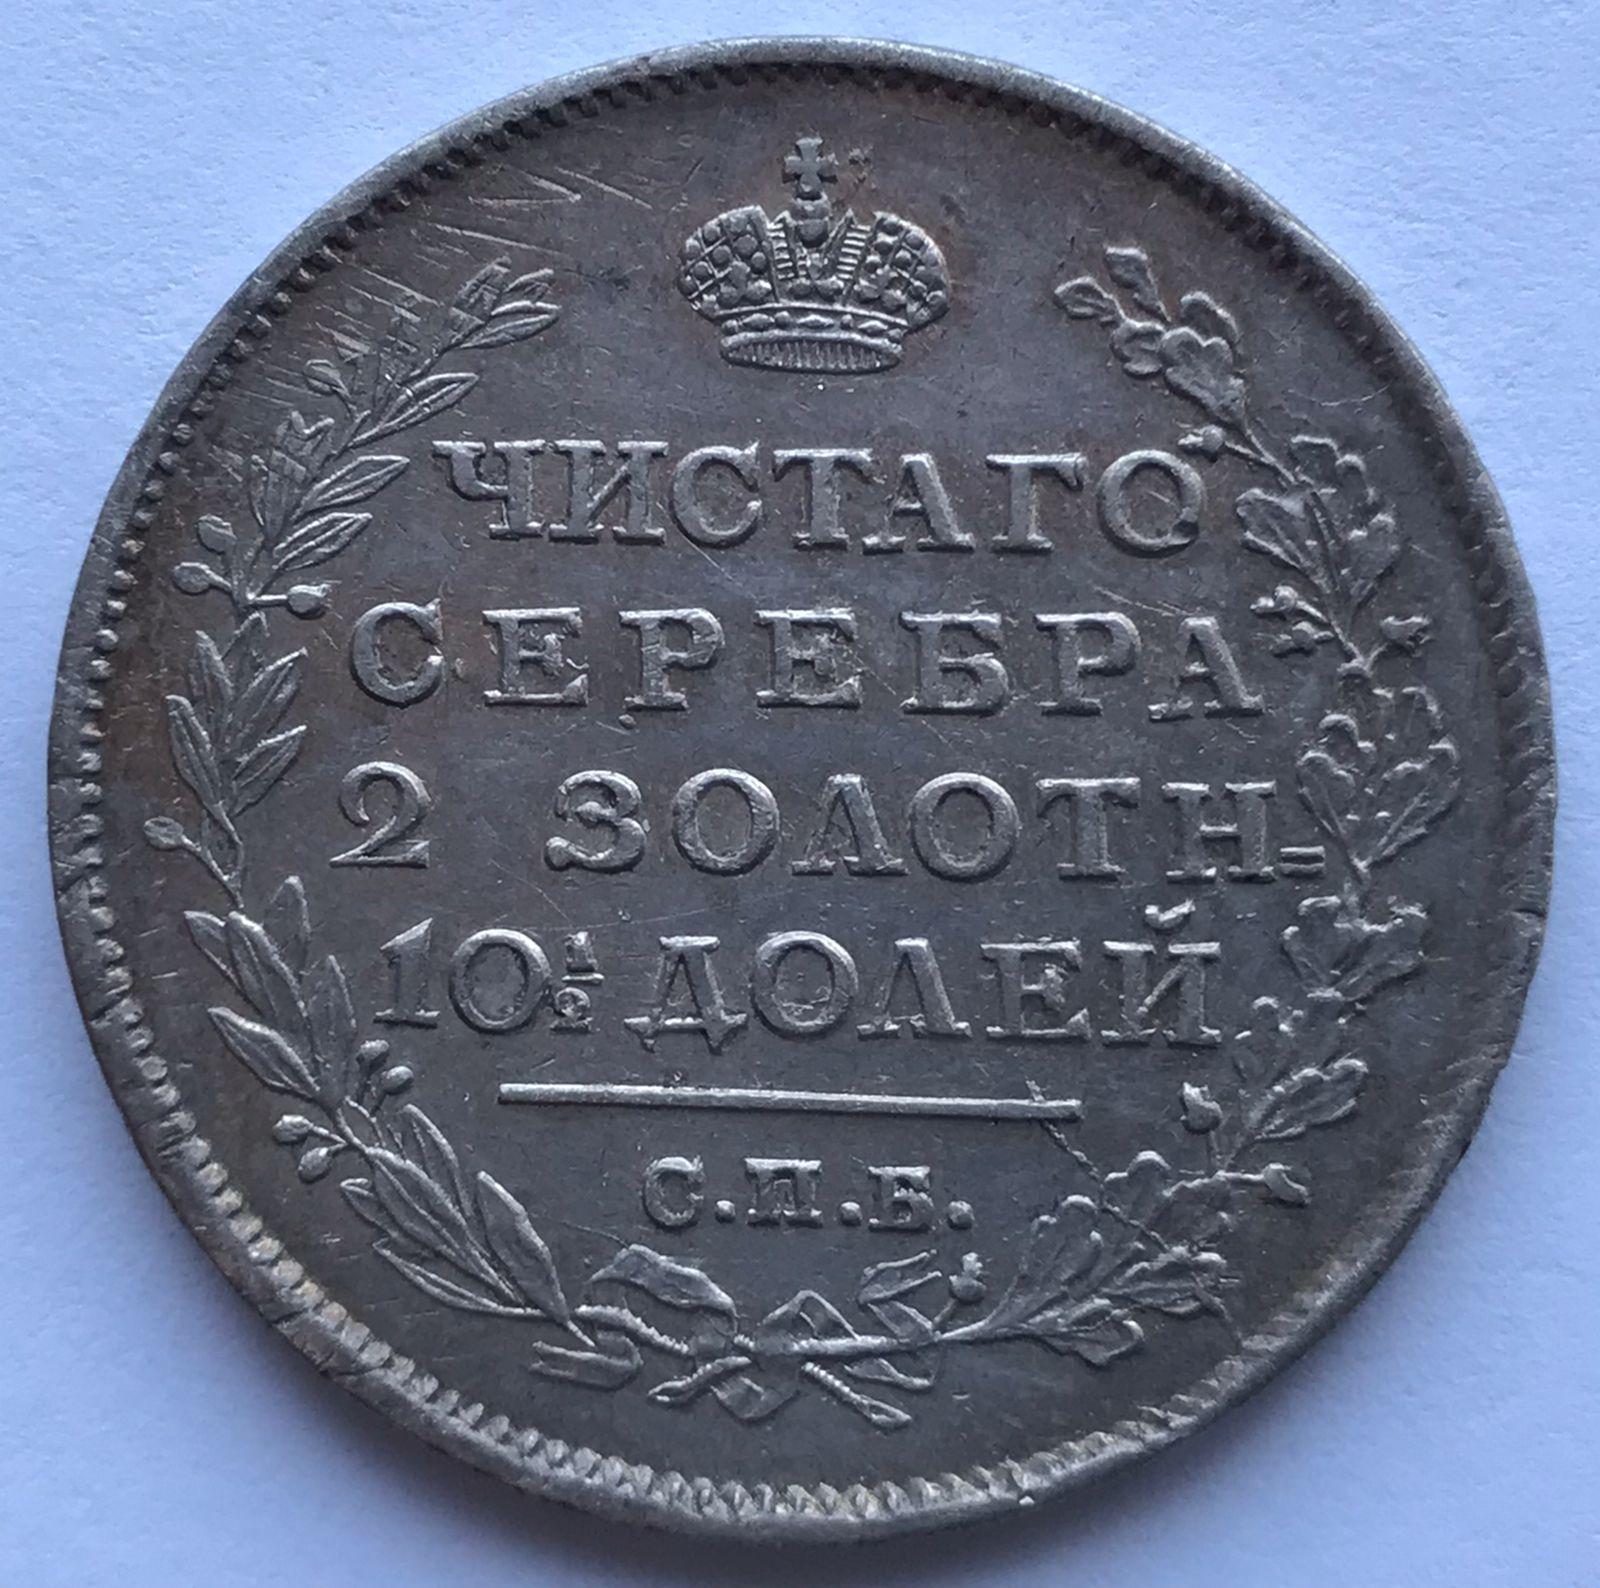 ЧИСТАГО
СЕРЕБРА
2 ЗОЛОТН=
10½ ДОЛЕЙ
С.П.Б.